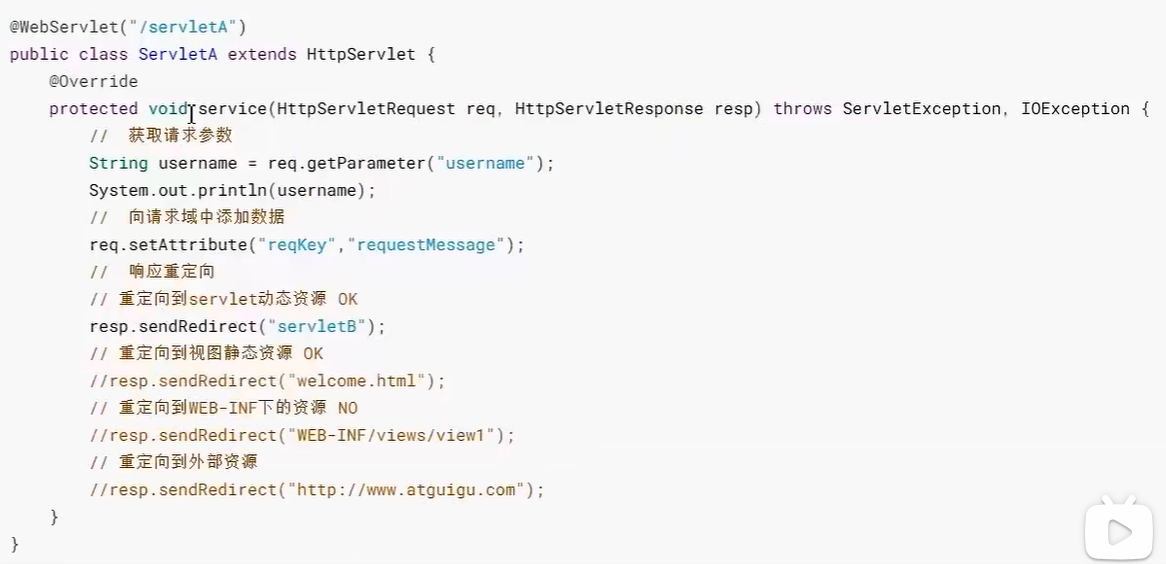 @WebServlet("/servletA")
public class ServletA extends HttpServlet {
    @Override
    protected void service(HttpServletRequest req, HttpServletResponse resp) throws ServletException, IOException {
        //  获取请求参数
        String username = req.getParameter("username");
        System.out.println(username);
        //  向请求域中添加数据
        req.setAttribute("reqKey","requestMessage");
        //  响应重定向
        // 重定向到servlet动态资源 OK
        resp.sendRedirect("servletB");
        // 重定向到视图静态资源 OK
        //resp.sendRedirect("welcome.html");
        // 重定向到WEB-INF下的资源 NO
        //resp.sendRedirect("WEB-INF/views/view1");
        // 重定向到外部资源
        //resp.sendRedirect("http://www.atguigu.com");
    }
}